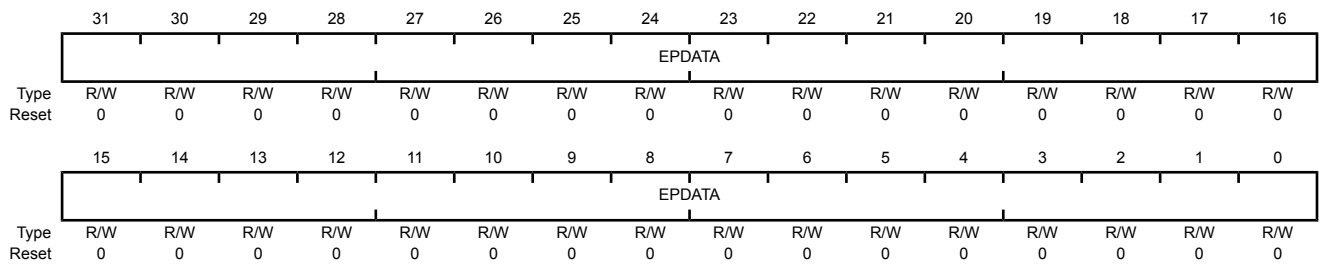 31 30 29 28 27 26 25 24 23 22 21 20 19 18 17 16
EPDATA
Type R/W R/W R/W R/W R/W R/W R/W R/W R/W R/W R/W R/W R/W R/W R/W R/W
Reset 0 0 0 0 0 0 0 0 0 0 0 0 0 0 0 0
15 14 13 12 11 10 9 8 7 6 5 4 3 2 1 0
EPDATA
Type R/W R/W R/W R/W R/W R/W R/W R/W R/W R/W R/W R/W R/W R/W R/W R/W
Reset 0 0 0 0 0 0 0 0 0 0 0 0 0 0 0 0